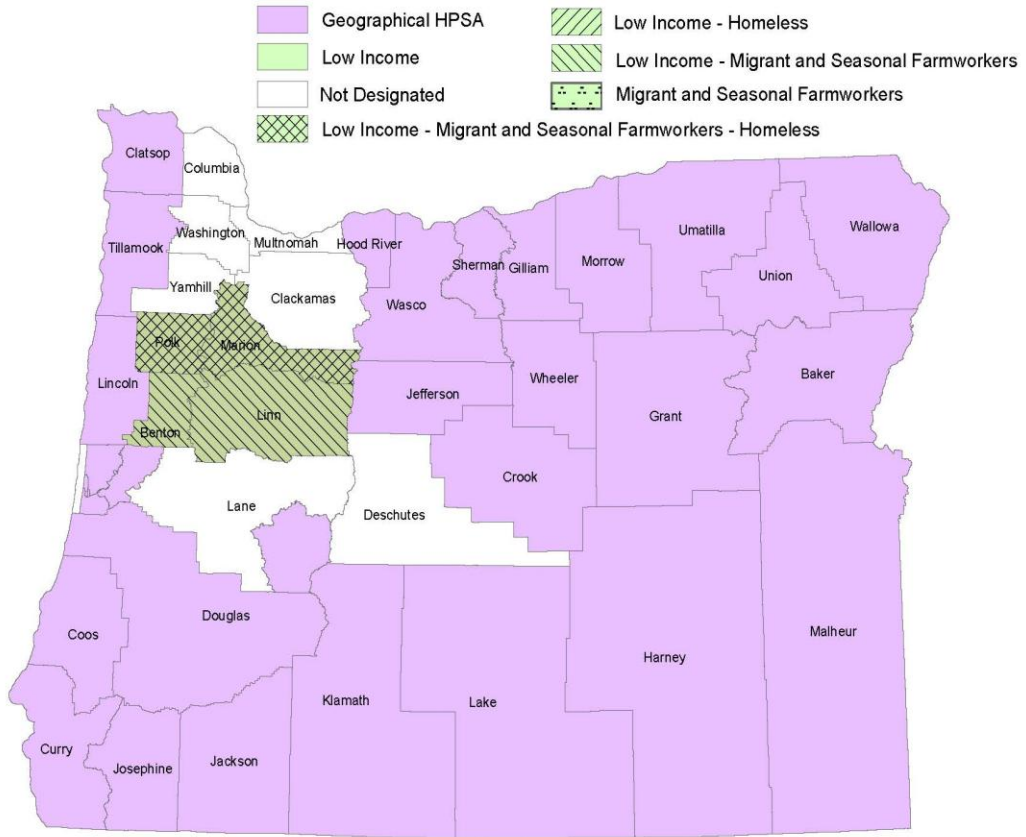 Geographical HPSA
Low Income - Homeless
Low Income
Low Income - Migrant and Seasonal Farmworkers
Not Designated
Migrant and Seasonal Farmworkers
Low Income - Migrant and Seasonal Farmworkers - Homeless
Clatsop
Columbia
Tillamook
Washington
Multnomah
Hood River
Sherman
Gilliam
Morrow
Umatilla
Union
Wallowa
Yamhill
Clackamas
Wasco
Polk
Marion
Lincoln
Jefferson
Wheeler
Grant
Baker
Benton
Linn
Crook
Lane
Deschutes
Douglas
Coos
Malheur
Harney
Klamath
Lake
Curry
Josephine
Jackson